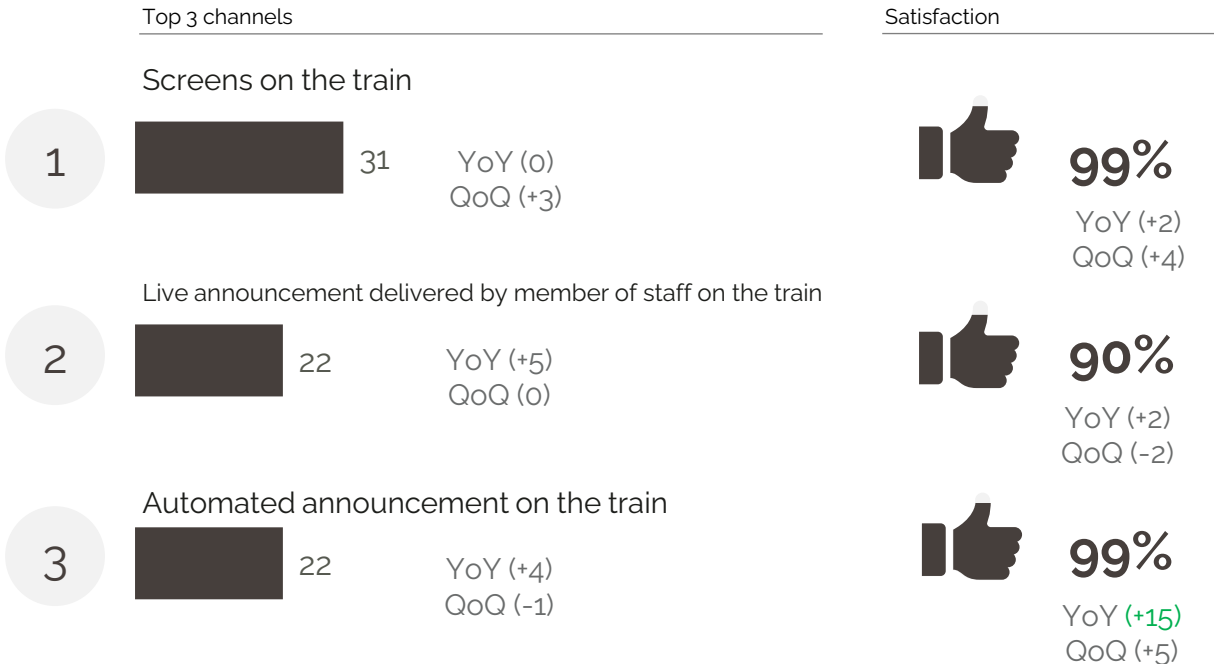 Top 3 channels
Satisfaction
Screens on the train
1
31
YoY (0)
QoQ (+3)
99%
YoY (+2)
QoQ (+4)
Live announcement delivered by member of staff on the train
2
22
YoY (+5)
QoQ (0)
90%
YoY (+2)
QoQ (-2)
Automated announcement on the train
3
22
YoY (+4)
QoQ (-1)
99%
YoY (+15)
QoQ (+5)